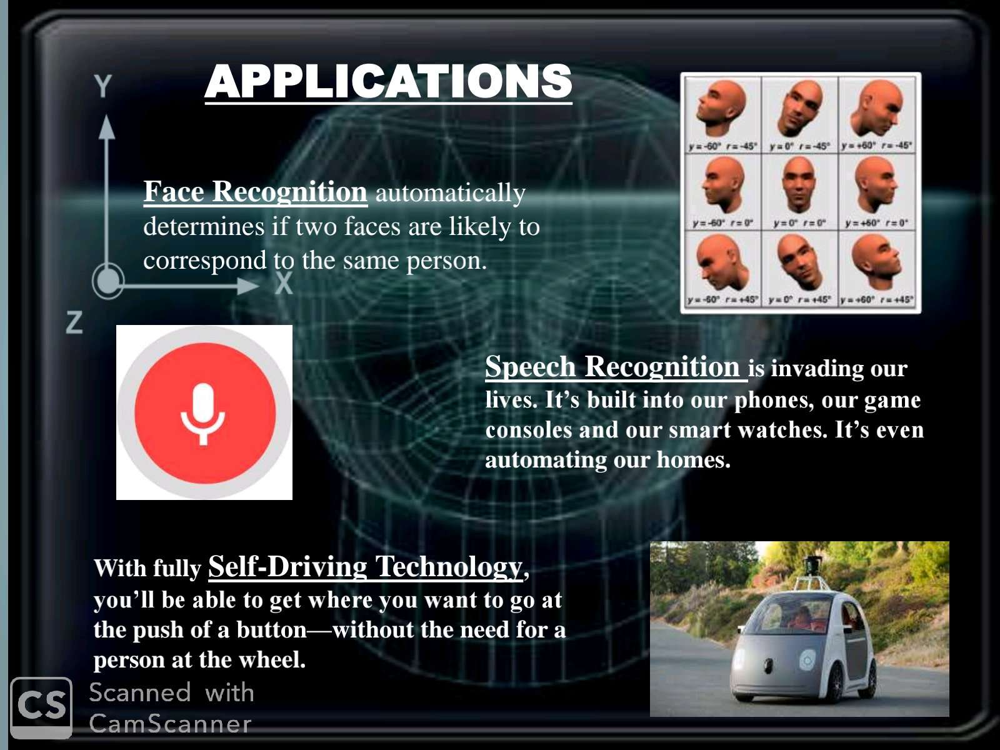 APPLICATIONS
Y
y = -60° r = -45° y = 0° r = -45° y = +60° r = -45°
Face Recognition automatically
determines if two faces are likely to
correspond to the same person.
y = -60° r = 0° y = 0° r = 0° y = +60° r = 0°
X
y = -60° r = +45° y = 0° r = +45° y = +60° r = +45°
Z
Speech Recognition is invading our
lives. It’s built into our phones, our game
consoles and our smart watches. It’s even
automating our homes.
With fully Self-Driving Technology,
you’ll be able to get where you want to go at
the push of a button—without the need for a
person at the wheel.
CS
Scanned with
CamScanner